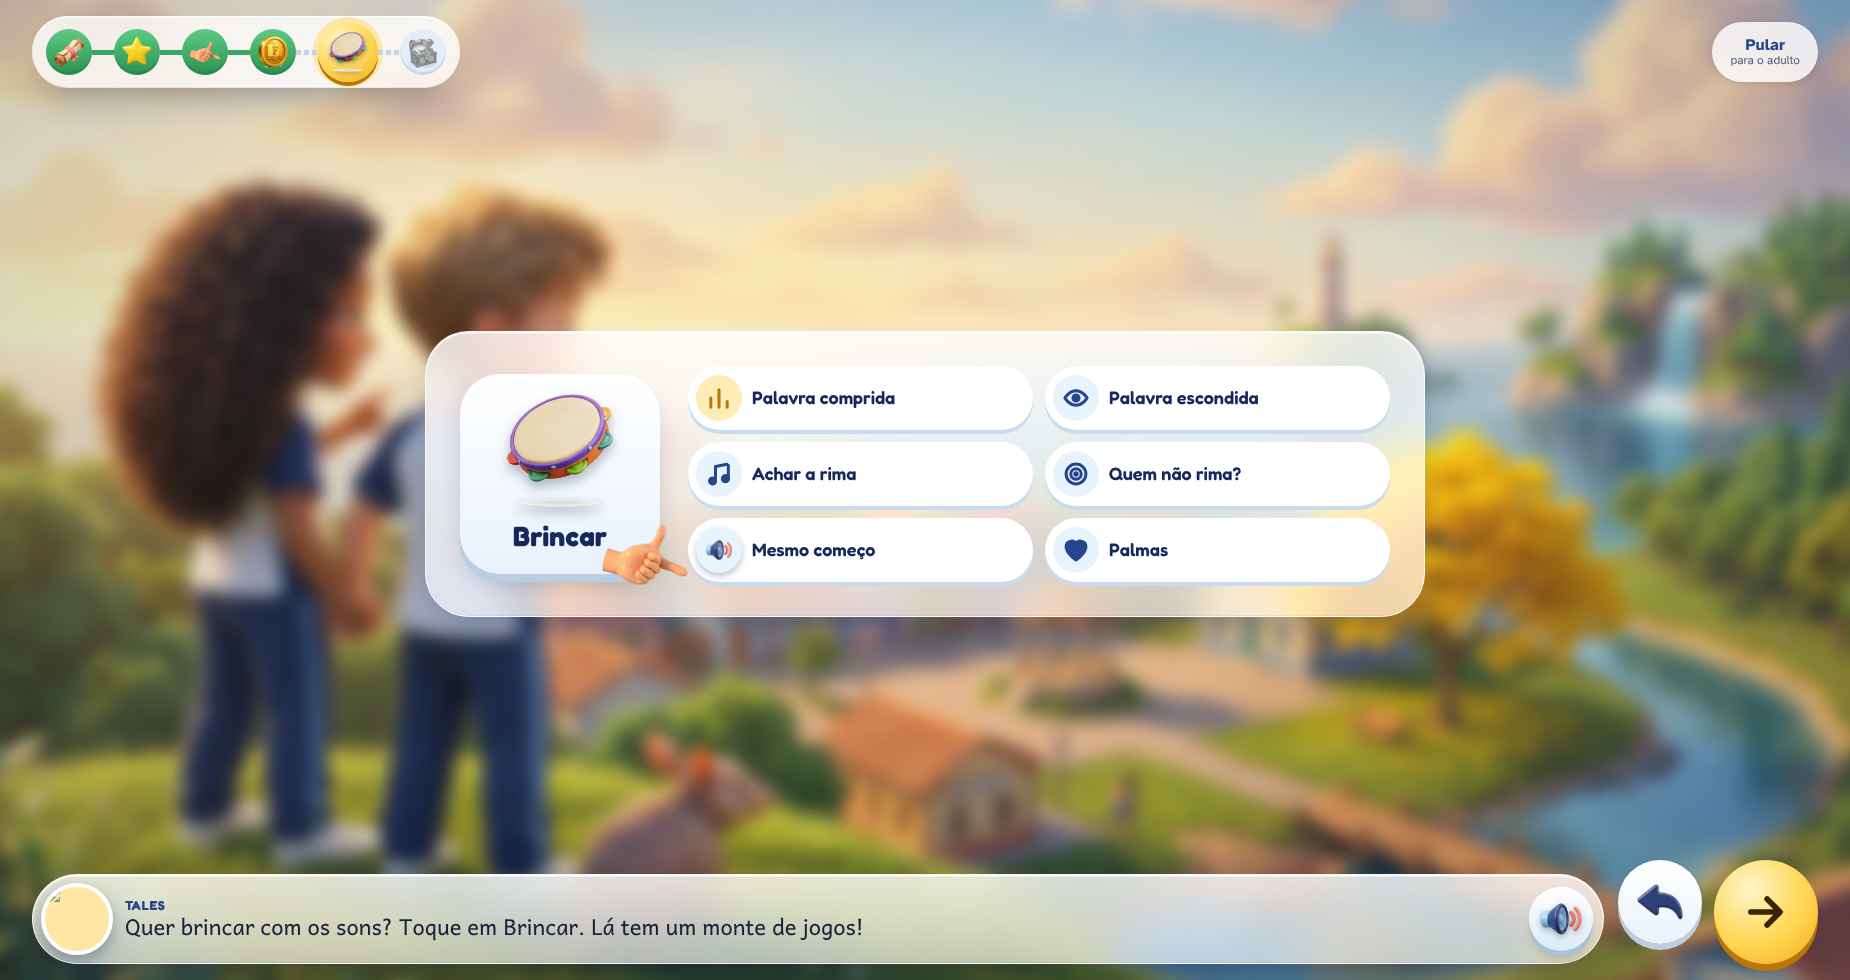 Pular
para o adulto
Brincar
Palavra comprida
Palavra escondida
Achar a rima
Quem não rima?
Mesmo começo
Palmas
TALES
Quer brincar com os sons? Toque em Brincar. Lá tem um monte de jogos!